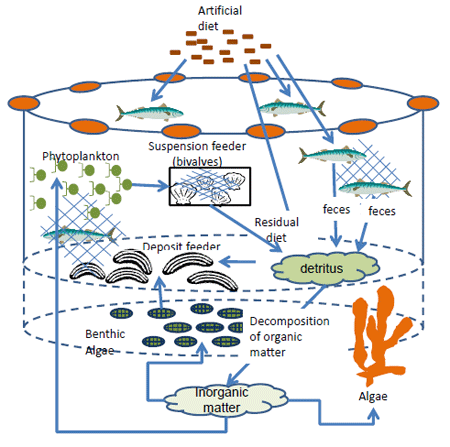 Artificial
diet
Phytoplankton
Suspension feeder
(bivalves)
Residual
diet
feces
feces
Deposit feeder
detritus
Benthic
Algae
Decomposition
of organic
matter
Algae
Inorganic
matter